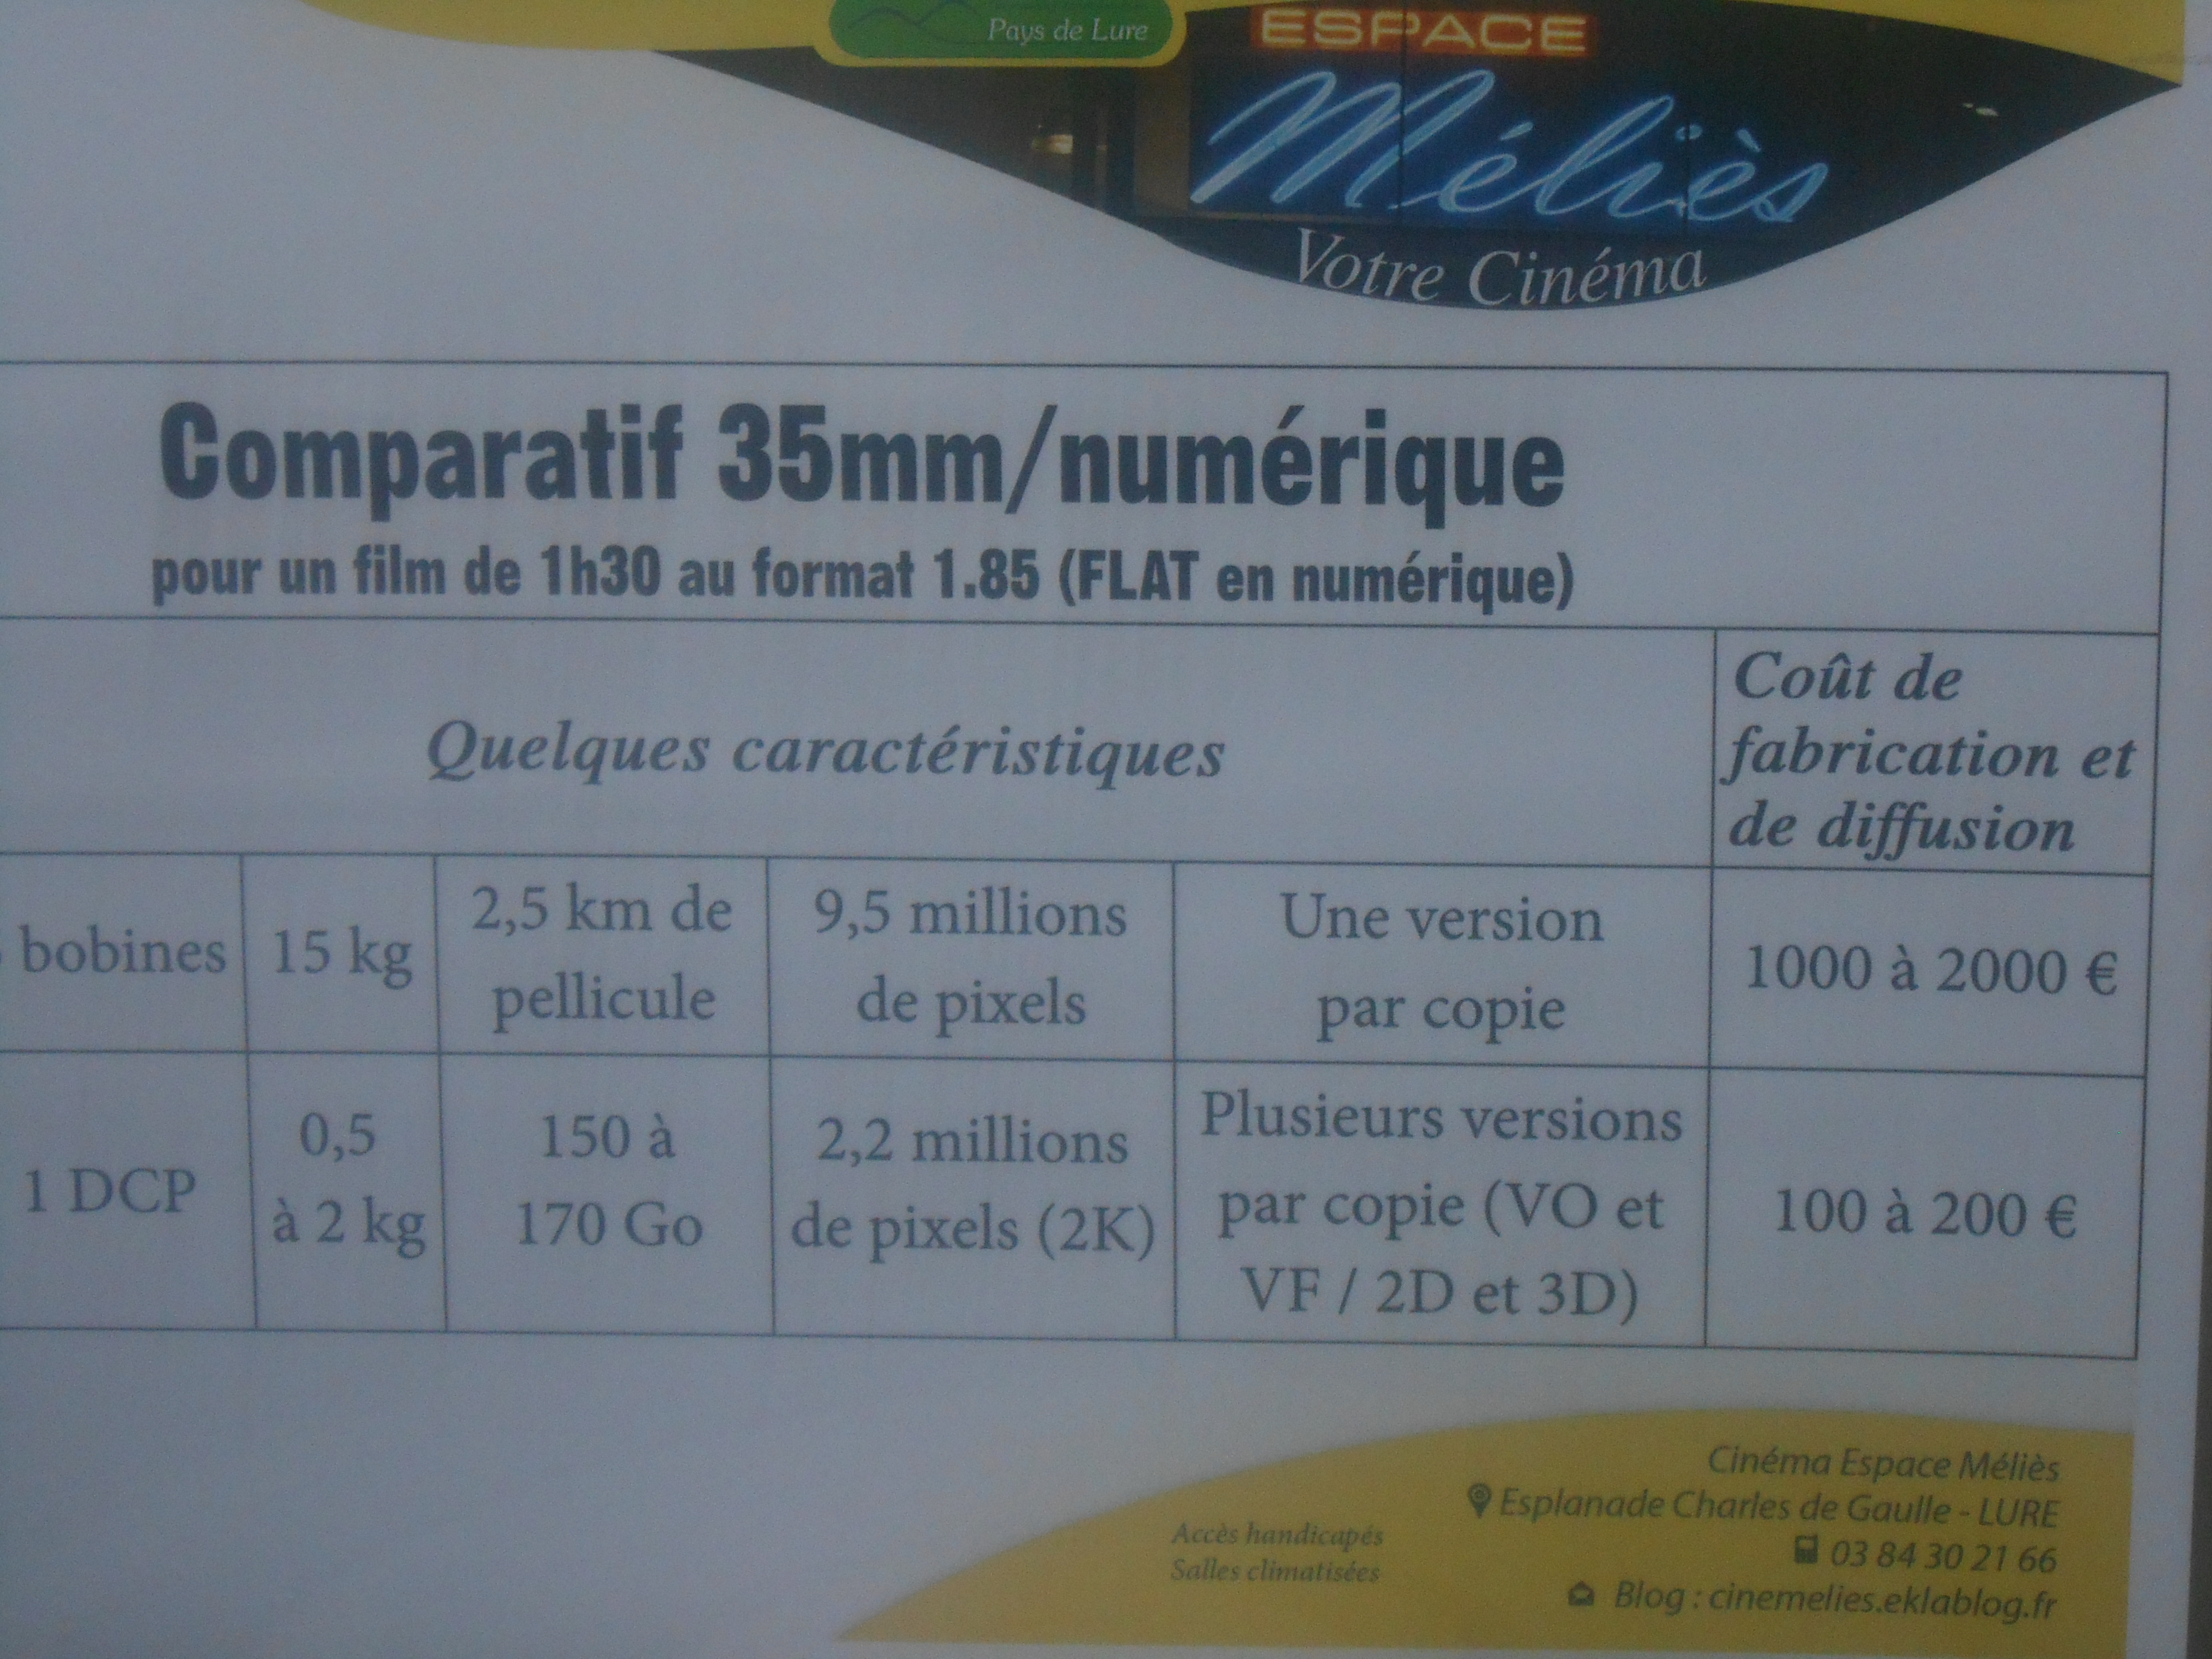 Pays de Lure
ESPACE
Méliès
Votre Cinéma
Comparatif 35mm/numérique
pour un film de 1h30 au format 1.85 (FLAT en numérique)
Quelques caractéristiques
Coût de
fabrication et
de diffusion
bobines
15 kg
2,5 km de
pellicule
9,5 millions
de pixels
Une version
par copie
1000 à 2000 €
1 DCP
0,5
à 2 kg
150 à
170 Go
2,2 millions
de pixels (2K)
Plusieurs versions
par copie (VO et
VF / 2D et 3D)
100 à 200 €
Accès handicapés
Salles climatisées
Cinéma Espace Méliès
Esplanade Charles de Gaulle - LURE
03 84 30 21 66
Blog : cinemelies.eklablog.fr